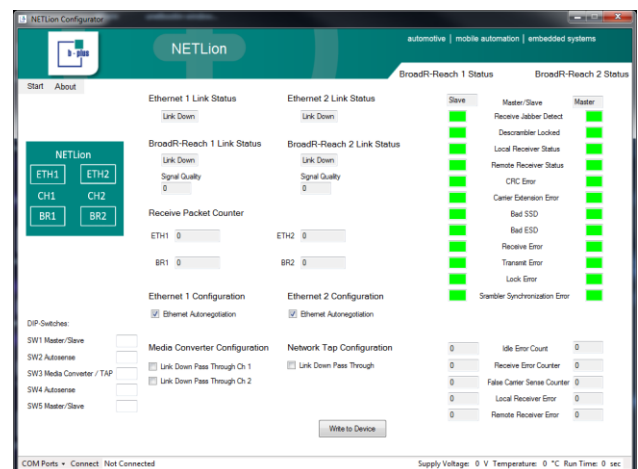 NETLion Configurator
b-plus
NETLion
automotive | mobile automation | embedded systems
BroadR-Reach 1 Status BroadR-Reach 2 Status
Start About
NETLion
ETH1 ETH2
CH1 CH2
BR1 BR2
Ethernet 1 Link Status Ethernet 2 Link Status
Link Down Link Down
BroadR-Reach 1 Link Status BroadR-Reach 2 Link Status
Link Down Link Down
Signal Quality Signal Quality
0 0
Receive Packet Counter
ETH1 0 ETH2 0
BR1 0 BR2 0
Ethernet 1 Configuration Ethernet 2 Configuration
Ethernet Autonegotiation Ethernet Autonegotiation
Media Converter Configuration Network Tap Configuration
Link Down Pass Through Ch 1 Link Down Pass Through
Link Down Pass Through Ch 2
Write to Device
DIP-Switches:
SW1 Master/Slave
SW2 Autosense
SW3 Media Converter / TAP
SW4 Autosense
SW5 Master/Slave
Slave Master/Slave Master
Receive Jabber Detect
Descrambler Locked
Local Receiver Status
Remote Receiver Status
CRC Error
Carrier Extension Error
Bad SSD
Bad ESD
Receive Error
Transmit Error
Lock Error
Srambler Synchronization Error
0 Idle Error Count 0
0 Receive Error Counter 0
0 False Carrier Sense Counter 0
0 Local Receiver Error 0
0 Remote Receiver Error 0
COM Ports Connect Not Connected
Supply Voltage: 0 V Temperature: 0 °C Run Time: 0 sec